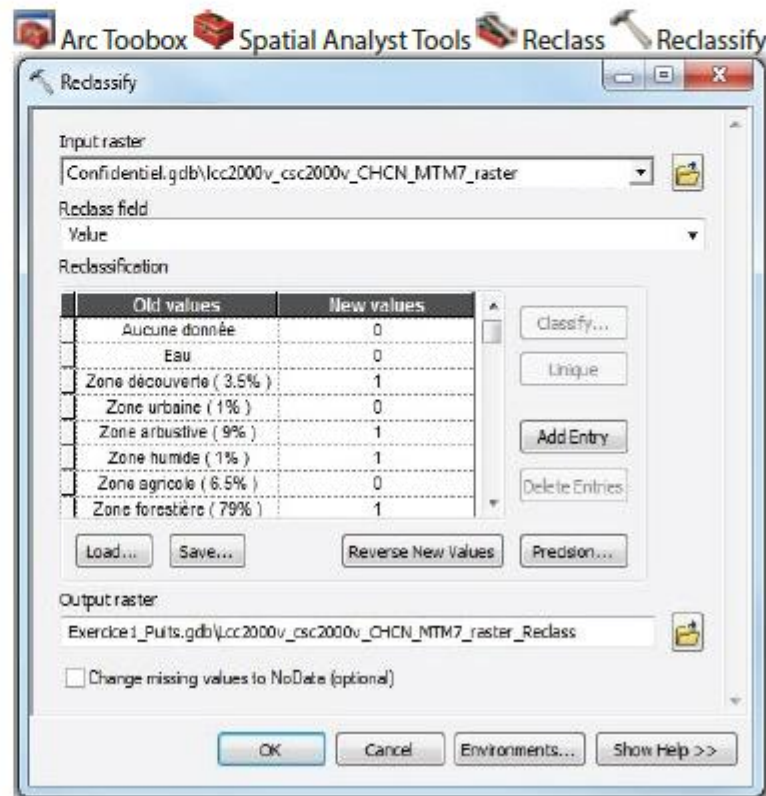 Arc Toobox Spatial Analyst Tools Reclass Reclassify
Reclassify
Input raster
Confidentiel.gdb\lcc2000v_csc2000v_CHCN_MTM7_raster
Reclass field
Value
Reclassification
Old values New values
Aucune donnée 0
Eau 0
Zone découverte ( 3.5% ) 1
Zone urbaine ( 1% ) 0
Zone arbustive ( 9% ) 1
Zone humide ( 1% ) 1
Zone agricole ( 6.5% ) 0
Zone forestière ( 79% ) 1
Classify...
Unique
Add Entry
Delete Entries
Load... Save... Reverse New Values Precision...
Output raster
Exercice1_Puits.gdb\Lcc2000v_csc2000v_CHCN_MTM7_raster_Reclass
Change missing values to NoData (optional)
OK Cancel Environments... Show Help >>